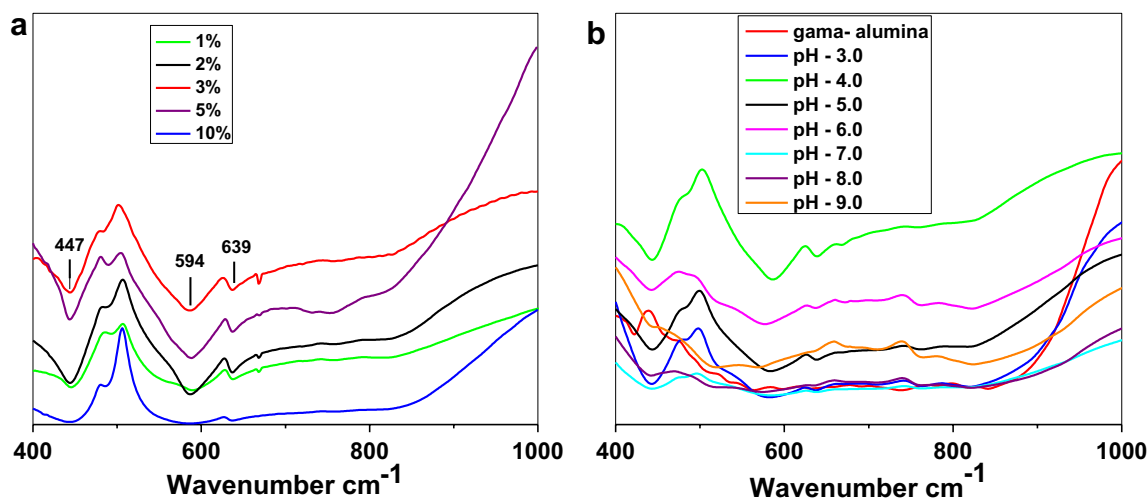 a
1%
2%
3%
5%
10%
447
594
639
400
600
800
1000
Wavenumber cm-1
b
gama- alumina
pH - 3.0
pH - 4.0
pH - 5.0
pH - 6.0
pH - 7.0
pH - 8.0
pH - 9.0
400
600
800
1000
Wavenumber cm-1